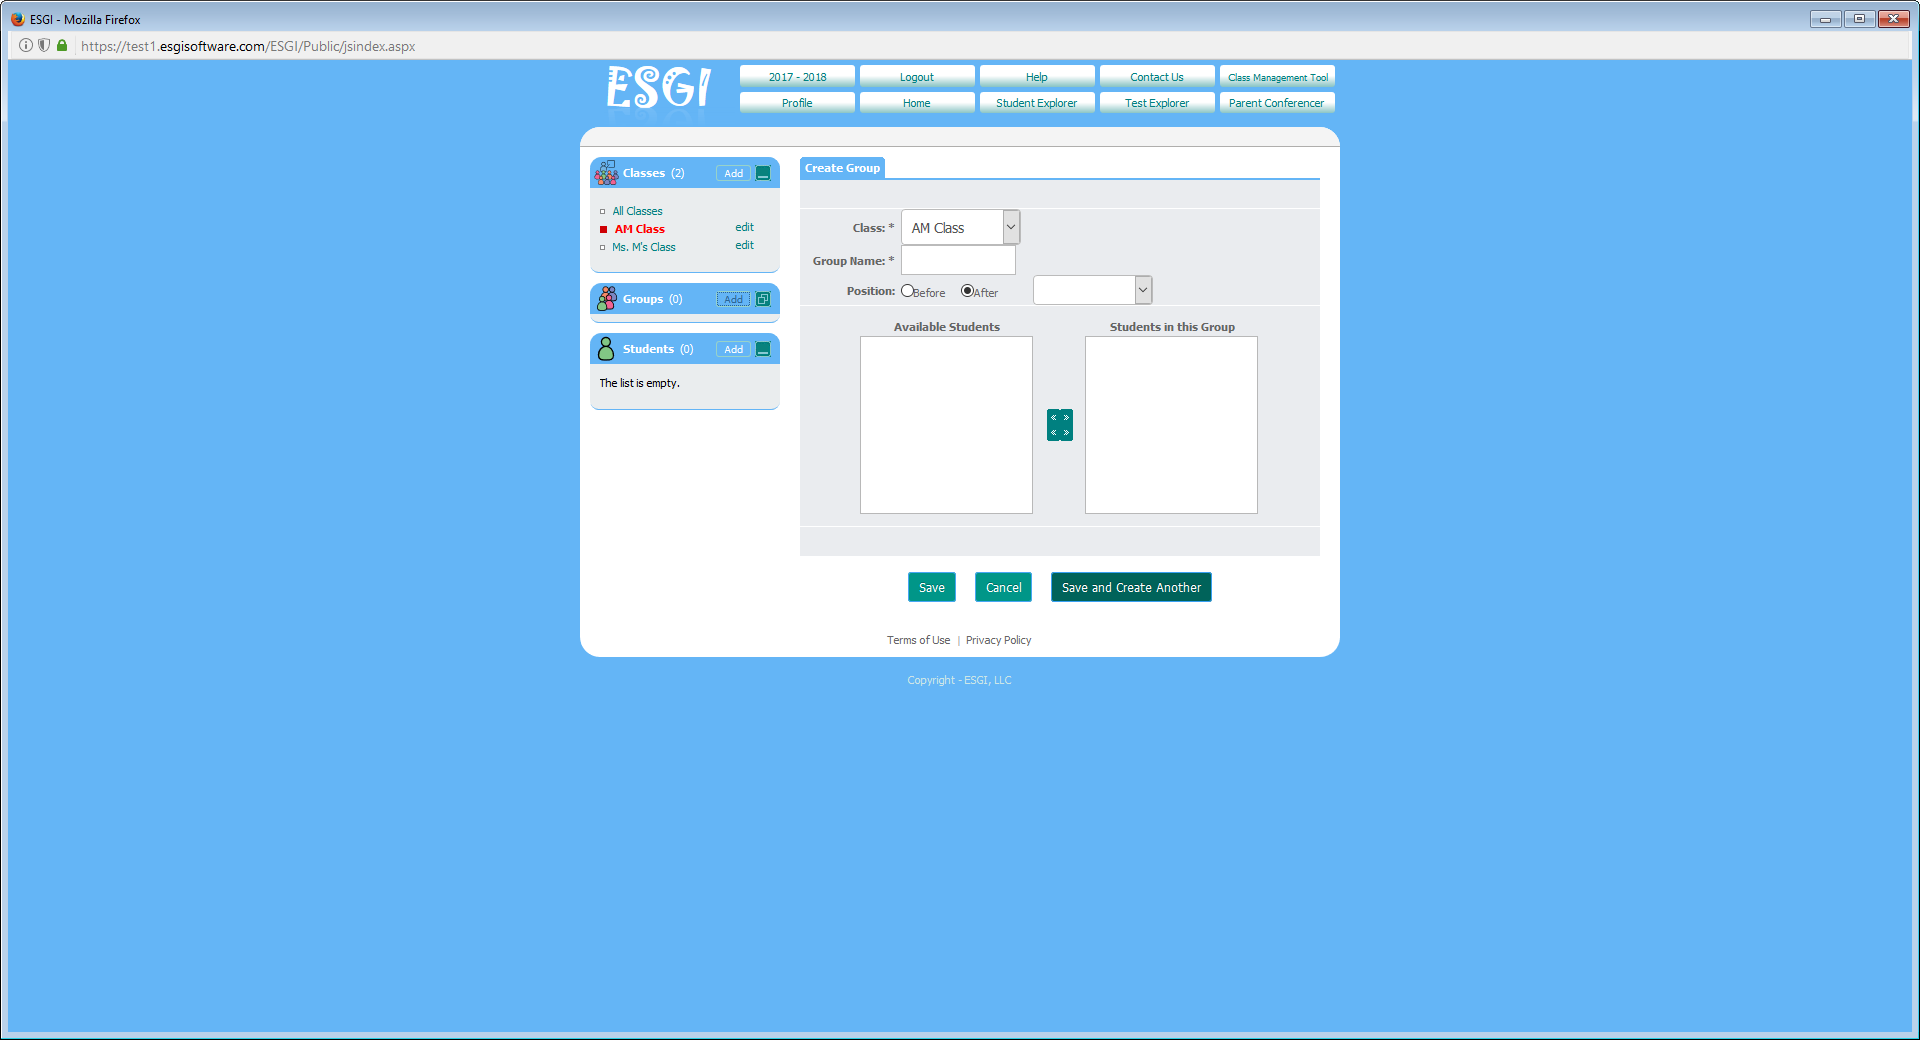 ESGI - Mozilla Firefox
https://test1.esgisoftware.com/ESGI/Public/jsindex.aspx
ESGI
2017 - 2018
Logout
Help
Contact Us
Class Management Tool
Profile
Home
Student Explorer
Test Explorer
Parent Conferencer
Classes (2)
Add
All Classes
AM Class
edit
Ms. M's Class
edit
Groups (0)
Add
Students (0)
Add
The list is empty.
Create Group
Class: *
AM Class
Group Name: *
Position:
Before
After
Available Students
Students in this Group
« »
« »
Save
Cancel
Save and Create Another
Terms of Use | Privacy Policy
Copyright - ESGI, LLC